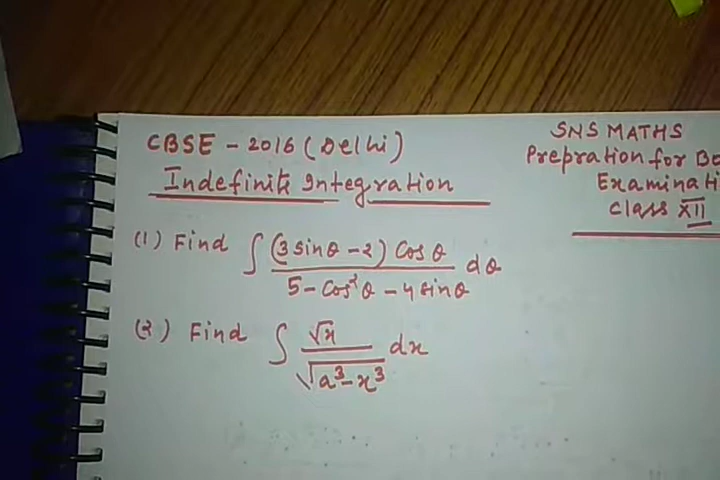 CBSE - 2016 (Delhi)
Indefinite Integration
SNS MATHS
Prepration for
Class XII
(1) Find ∫ (3 sinθ - 2) Cos θ / 5 - Cos²θ - 4 sinθ dθ
(2) Find ∫ √x / √a³-x³ dx